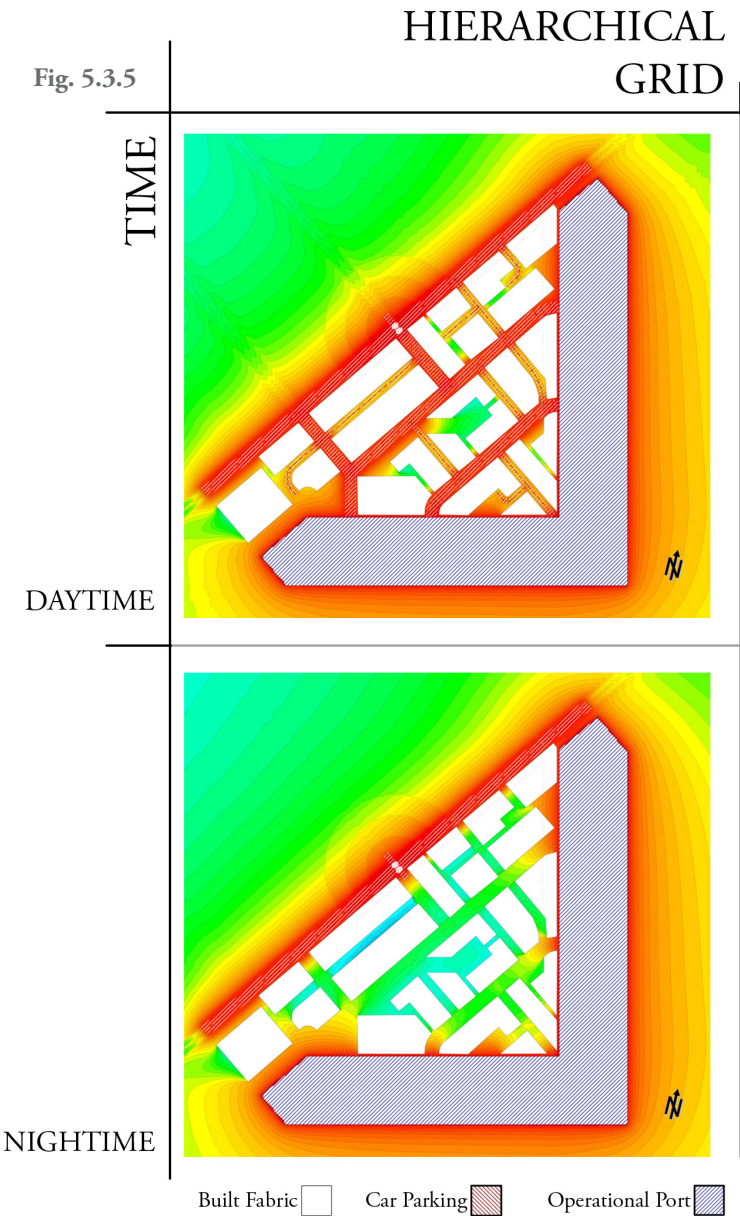 HIERARCHICAL
GRID
Fig. 5.3.5
TIME
DAYTIME
N
NIGHTIME
N
Built Fabric
Car Parking
Operational Port